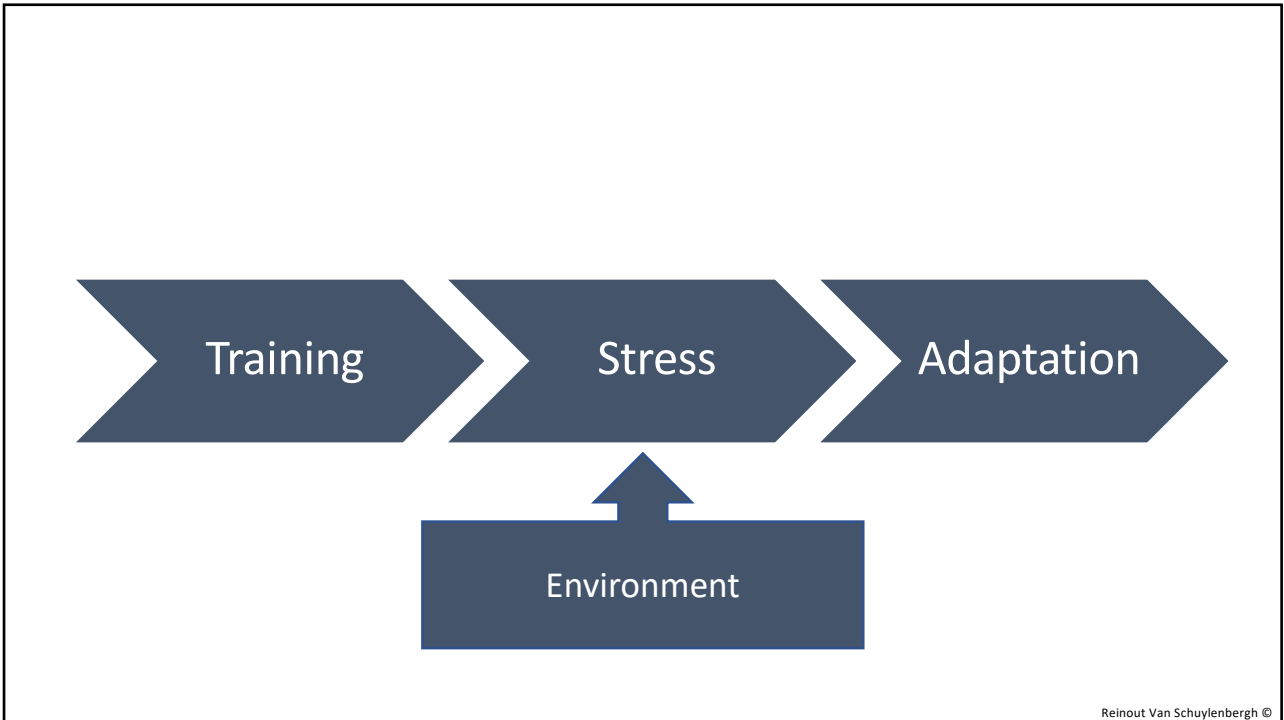 Training
Stress
Adaptation
Environment
Reinout Van Schuylenbergh ©